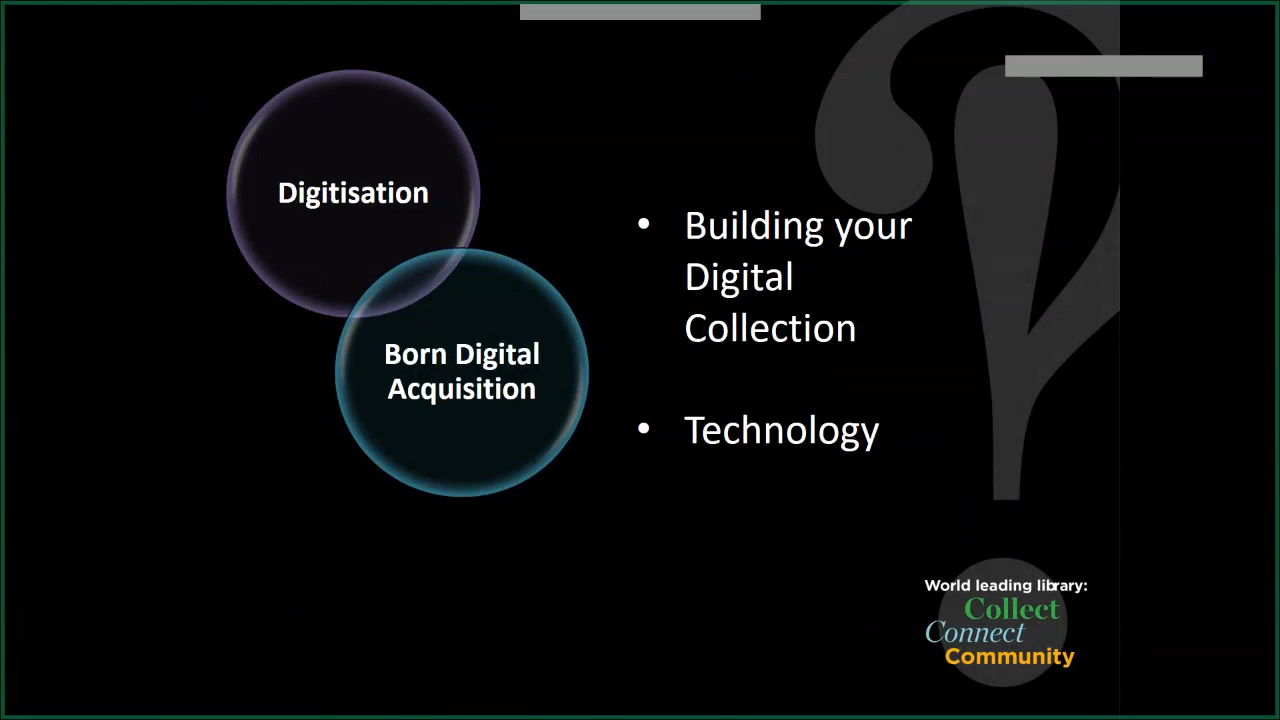 Digitisation
Born Digital
Acquisition
• Building your
Digital
Collection
• Technology
World leading library:
Collect
Connect
Community